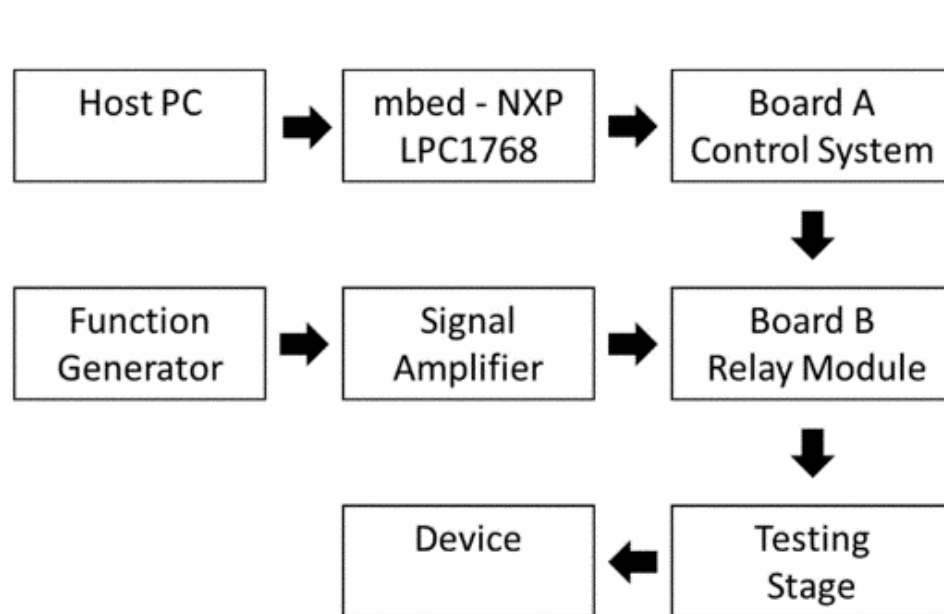 Host PC
mbed - NXP
LPC1768
Board A
Control System
Function
Generator
Signal
Amplifier
Board B
Relay Module
Device
Testing
Stage